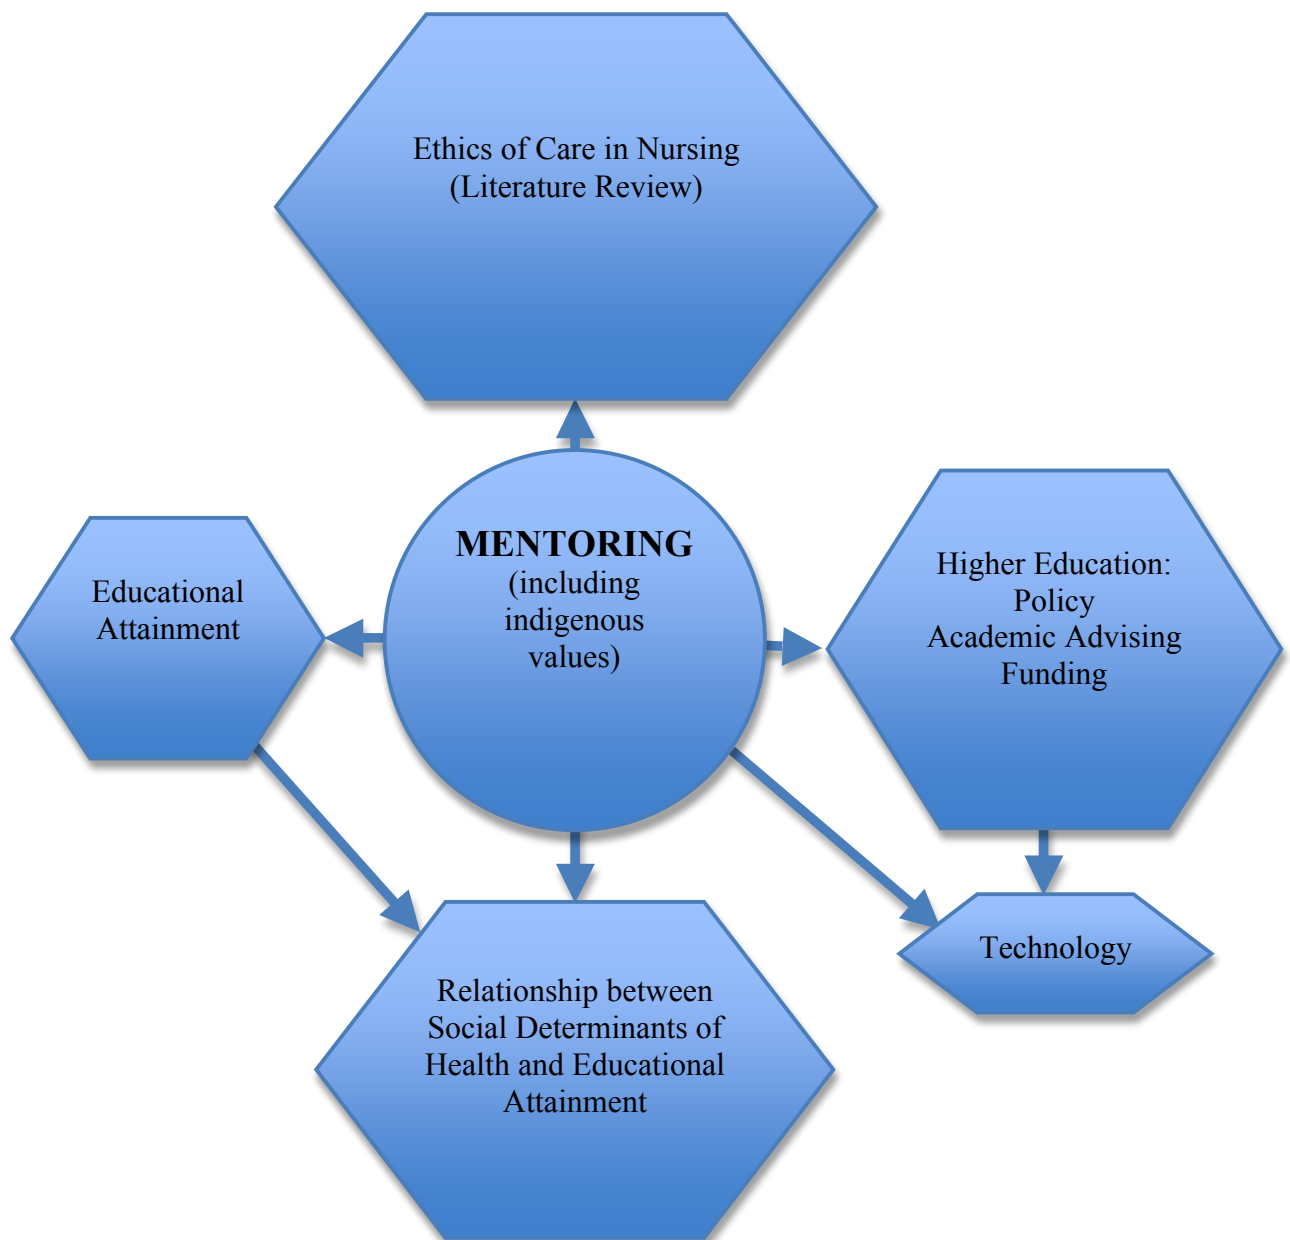 Ethics of Care in Nursing
(Literature Review)
MENTORING
(including
indigenous
values)
Educational
Attainment
Higher Education:
Policy
Academic Advising
Funding
Technology
Relationship between
Social Determinants of
Health and Educational
Attainment